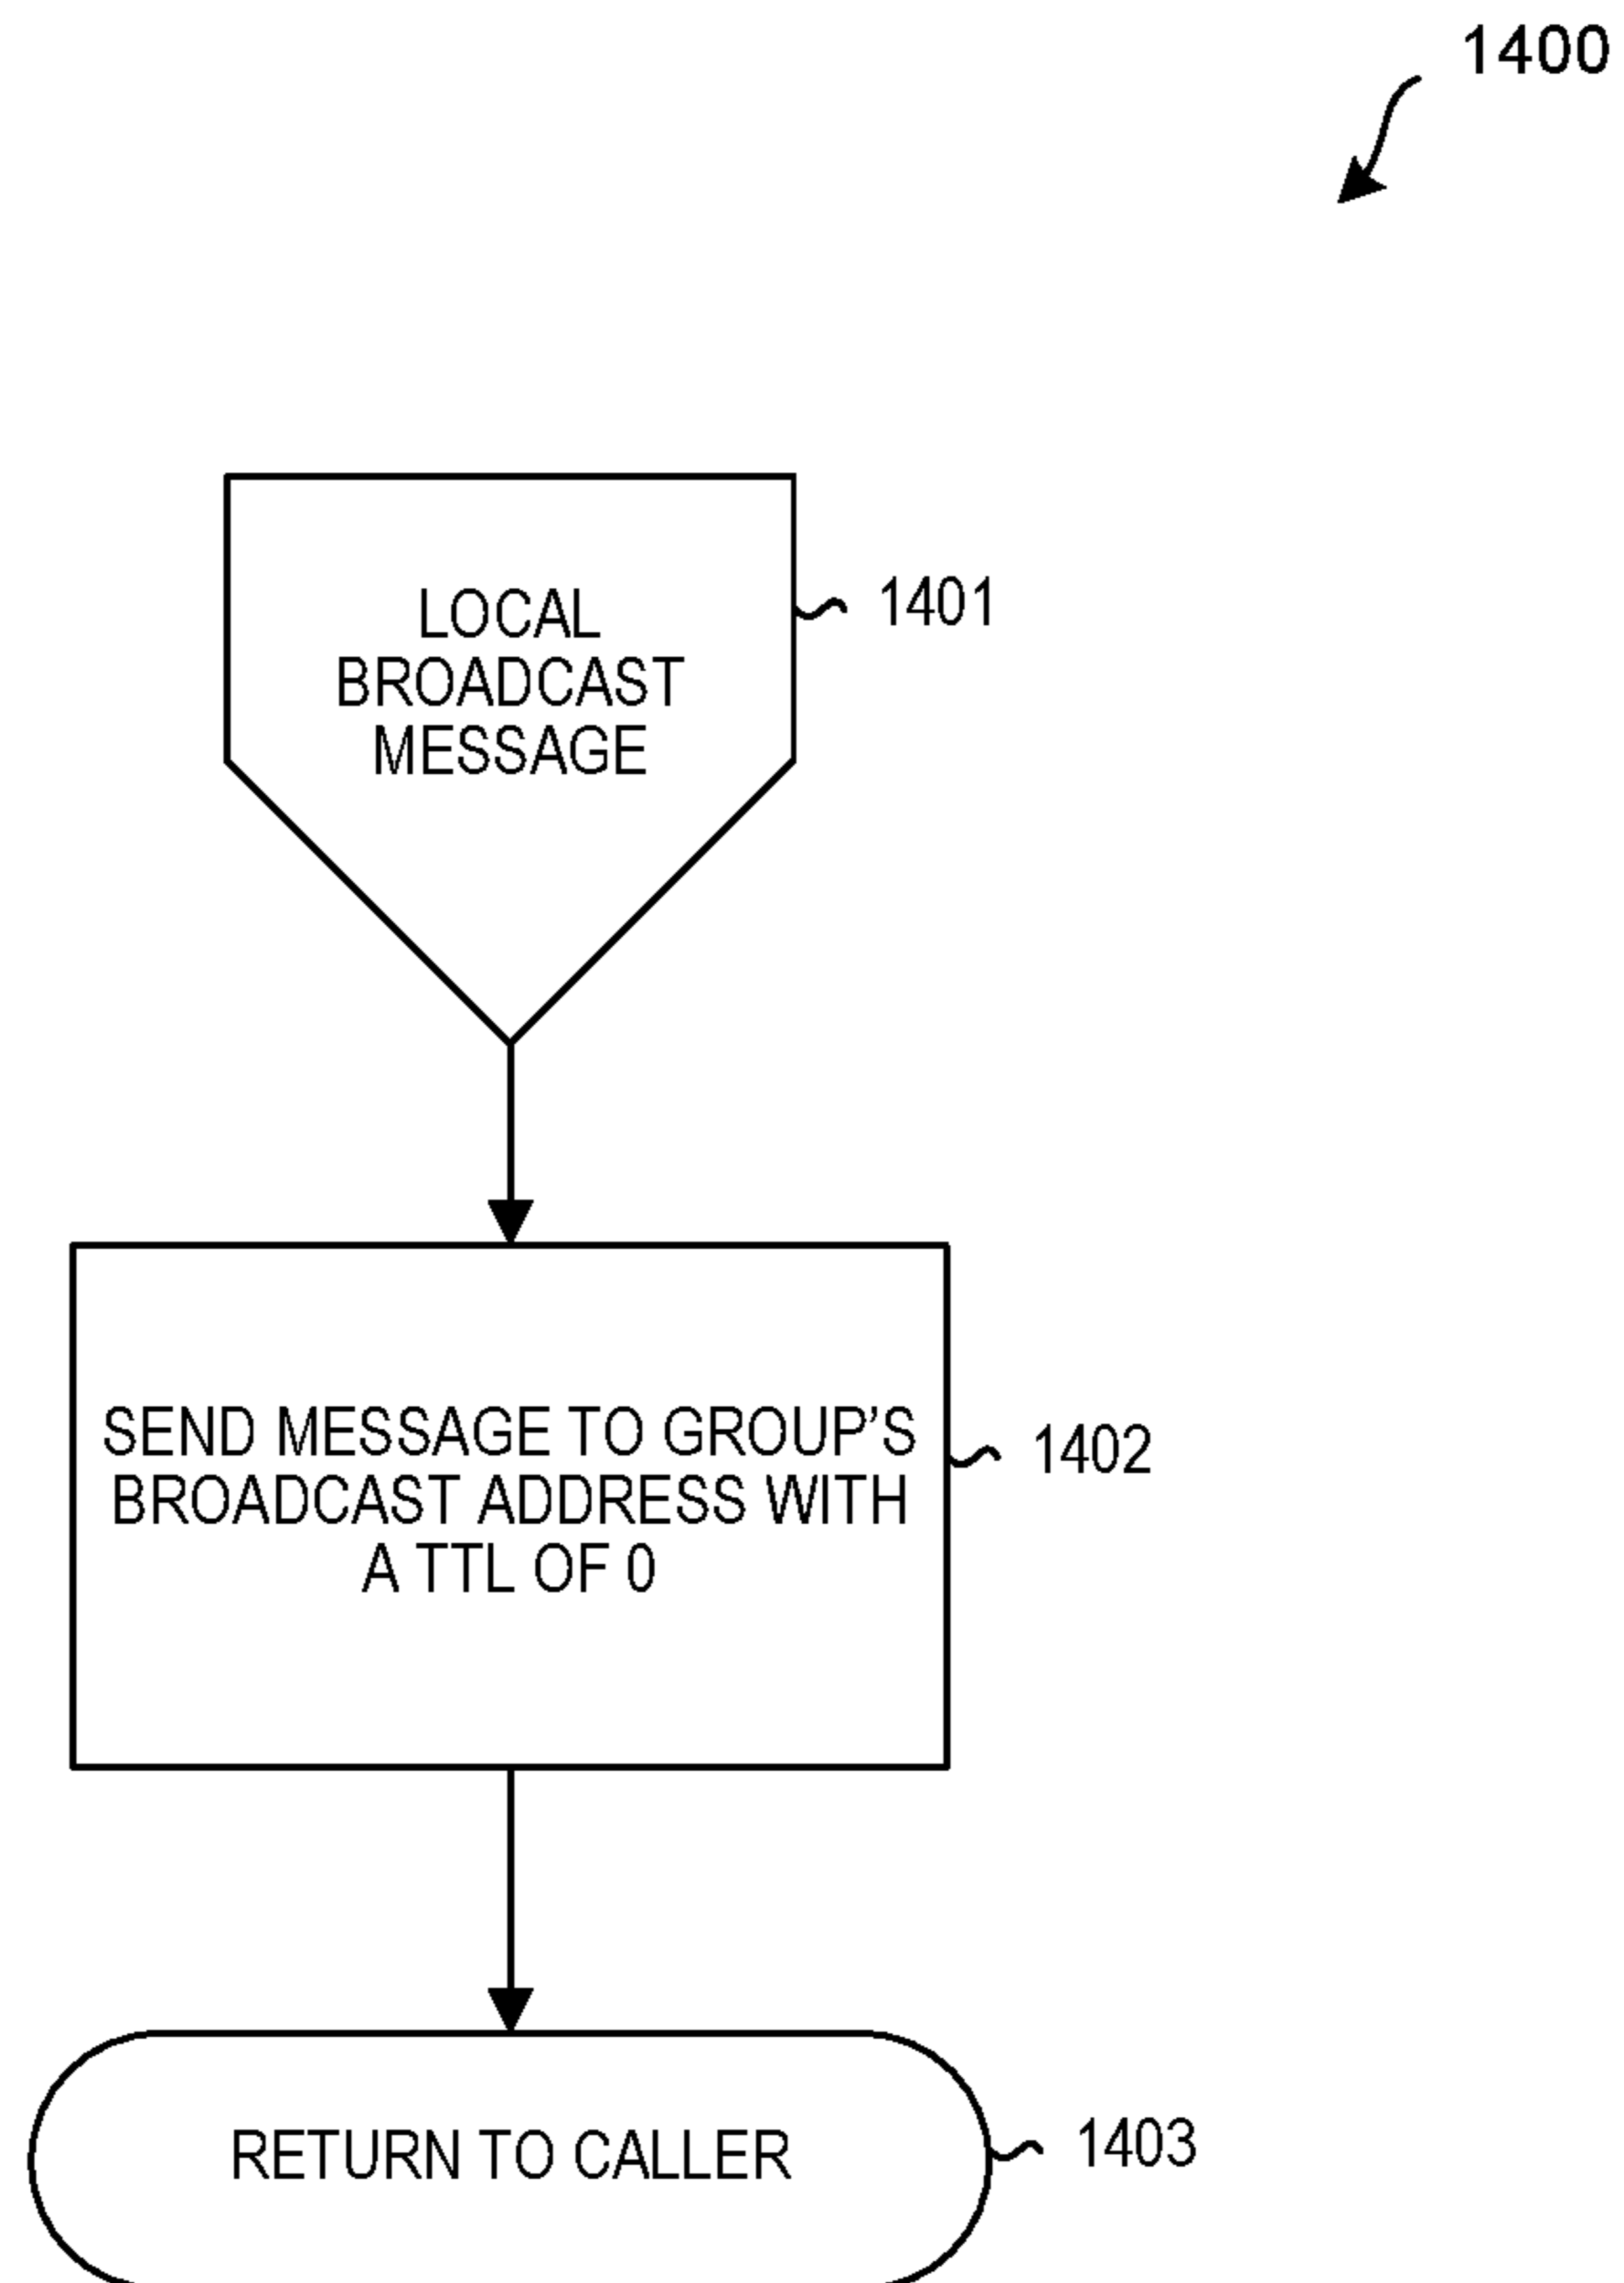 1400
LOCAL
BROADCAST
MESSAGE
1401
SEND MESSAGE TO GROUP'S
BROADCAST ADDRESS WITH
A TTL OF 0
1402
RETURN TO CALLER
1403